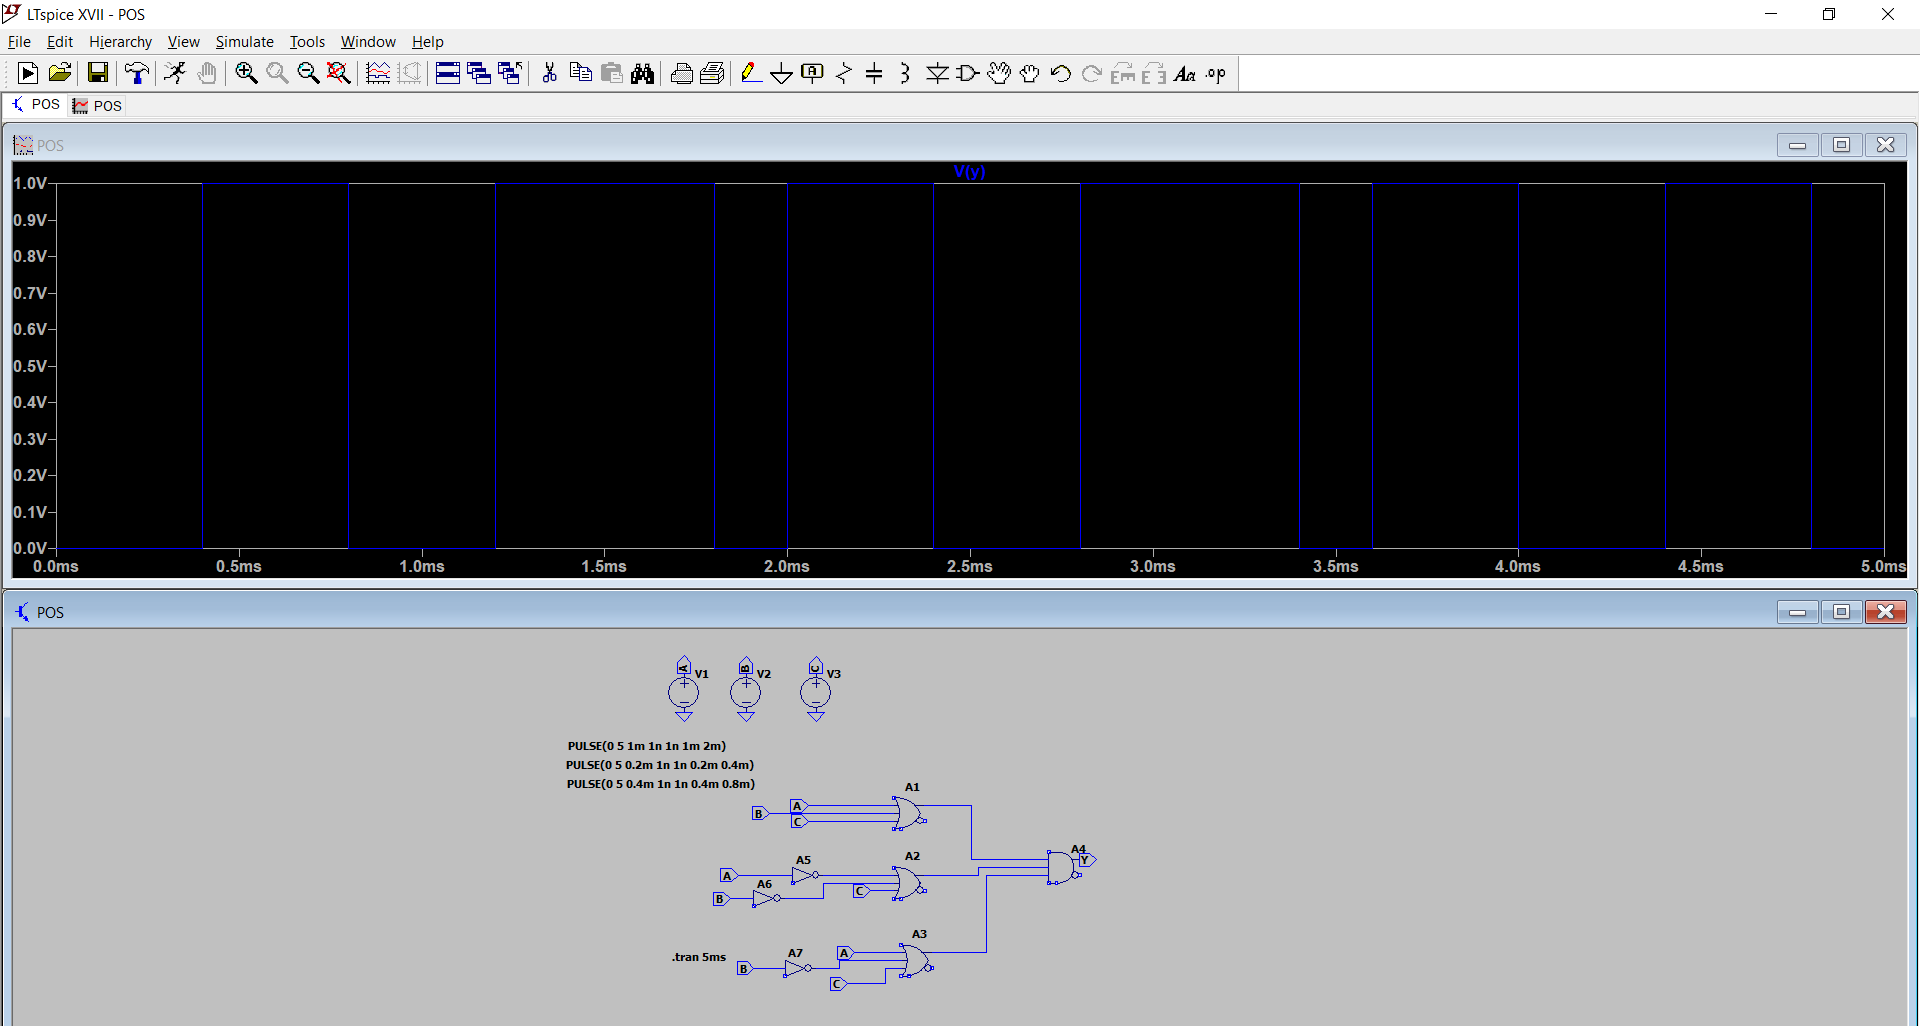 LTspice XVII - POS
File Edit Hierarchy View Simulate Tools Window Help
A Aa .op
POS POS
POS
V(y)
1.0V
0.9V
0.8V
0.7V
0.6V
0.5V
0.4V
0.3V
0.2V
0.1V
0.0V
0.0ms 0.5ms 1.0ms 1.5ms 2.0ms 2.5ms 3.0ms 3.5ms 4.0ms 4.5ms 5.0ms
POS
A V1 B V2 C V3
PULSE(0 5 1m 1n 1n 1m 2m)
PULSE(0 5 0.2m 1n 1n 0.2m 0.4m)
PULSE(0 5 0.4m 1n 1n 0.4m 0.8m)
A1
A
B
C
A4
Y
A5 A2
A
A6
C
B
A3
.tran 5ms A7 A
B
C